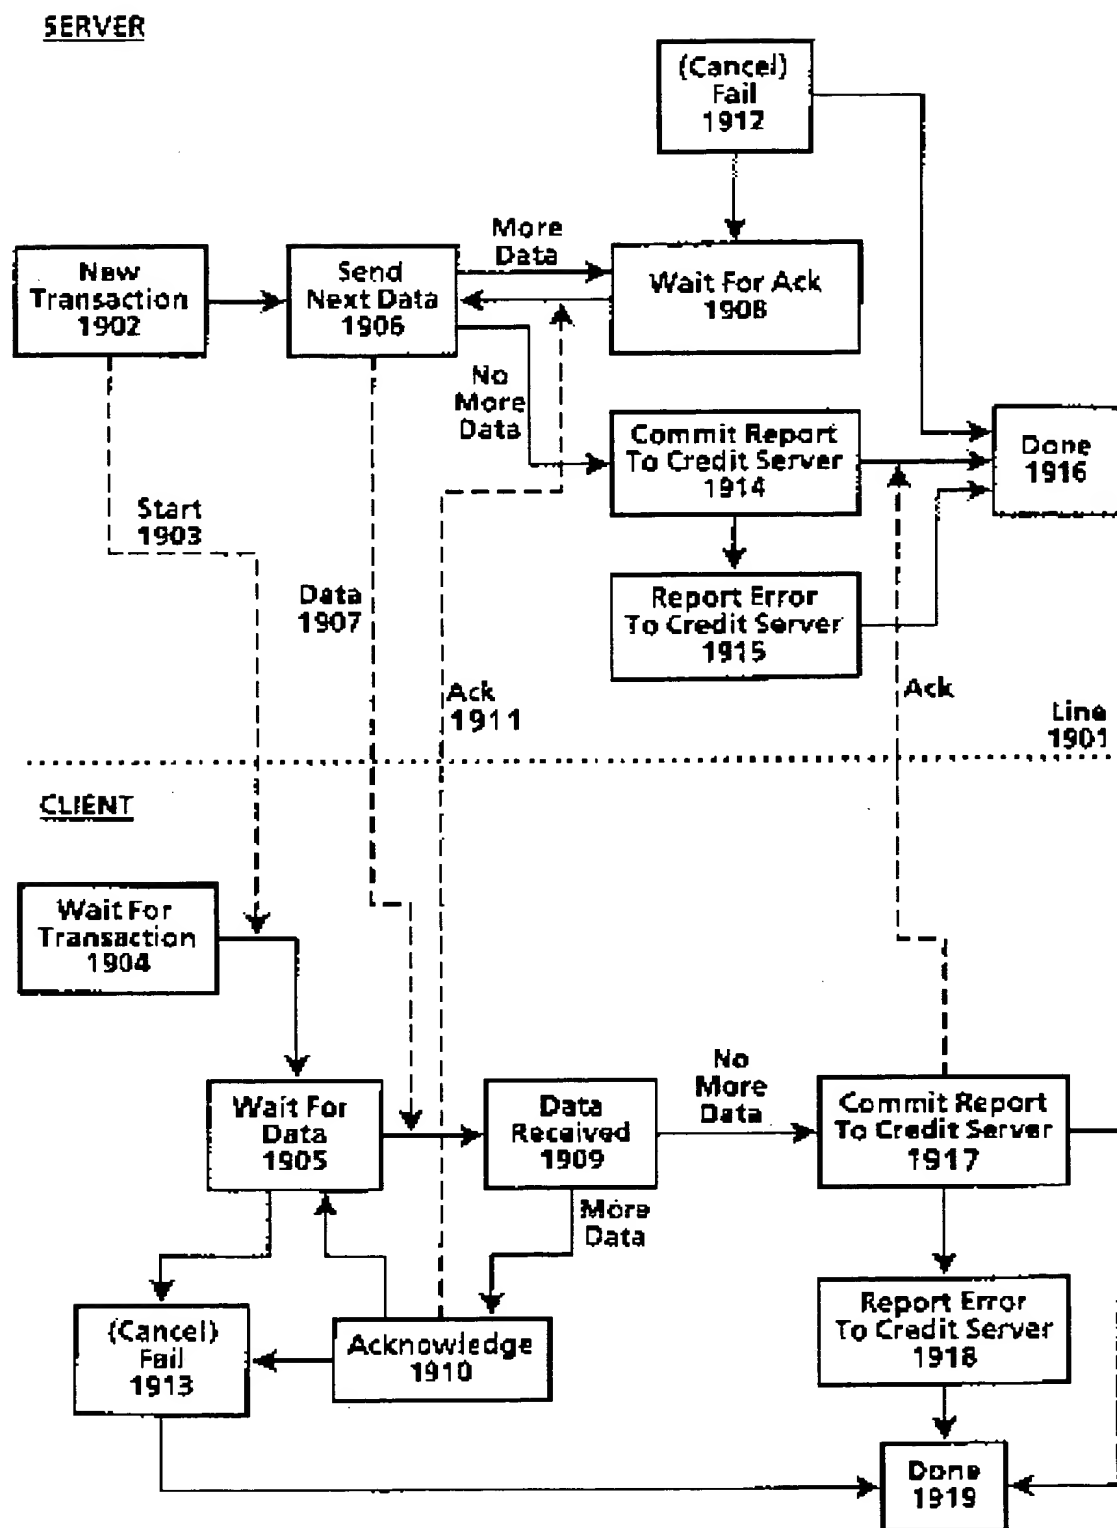 SERVER
(Cancel)
Fail
1912
More
Data
New
Transaction
1902
Send
Next Data
1906
Wait For Ack
1908
No
More
Data
Commit Report
To Credit Server
1914
Done
1916
Start
1903
Data
1907
Report Error
To Credit Server
1915
Ack
1911
Ack
Line
1901
CLIENT
Wait For
Transaction
1904
Wait For
Data
1905
Data
Received
1909
No
More
Data
Commit Report
To Credit Server
1917
More
Data
(Cancel)
Fail
1913
Acknowledge
1910
Report Error
To Credit Server
1918
Done
1919